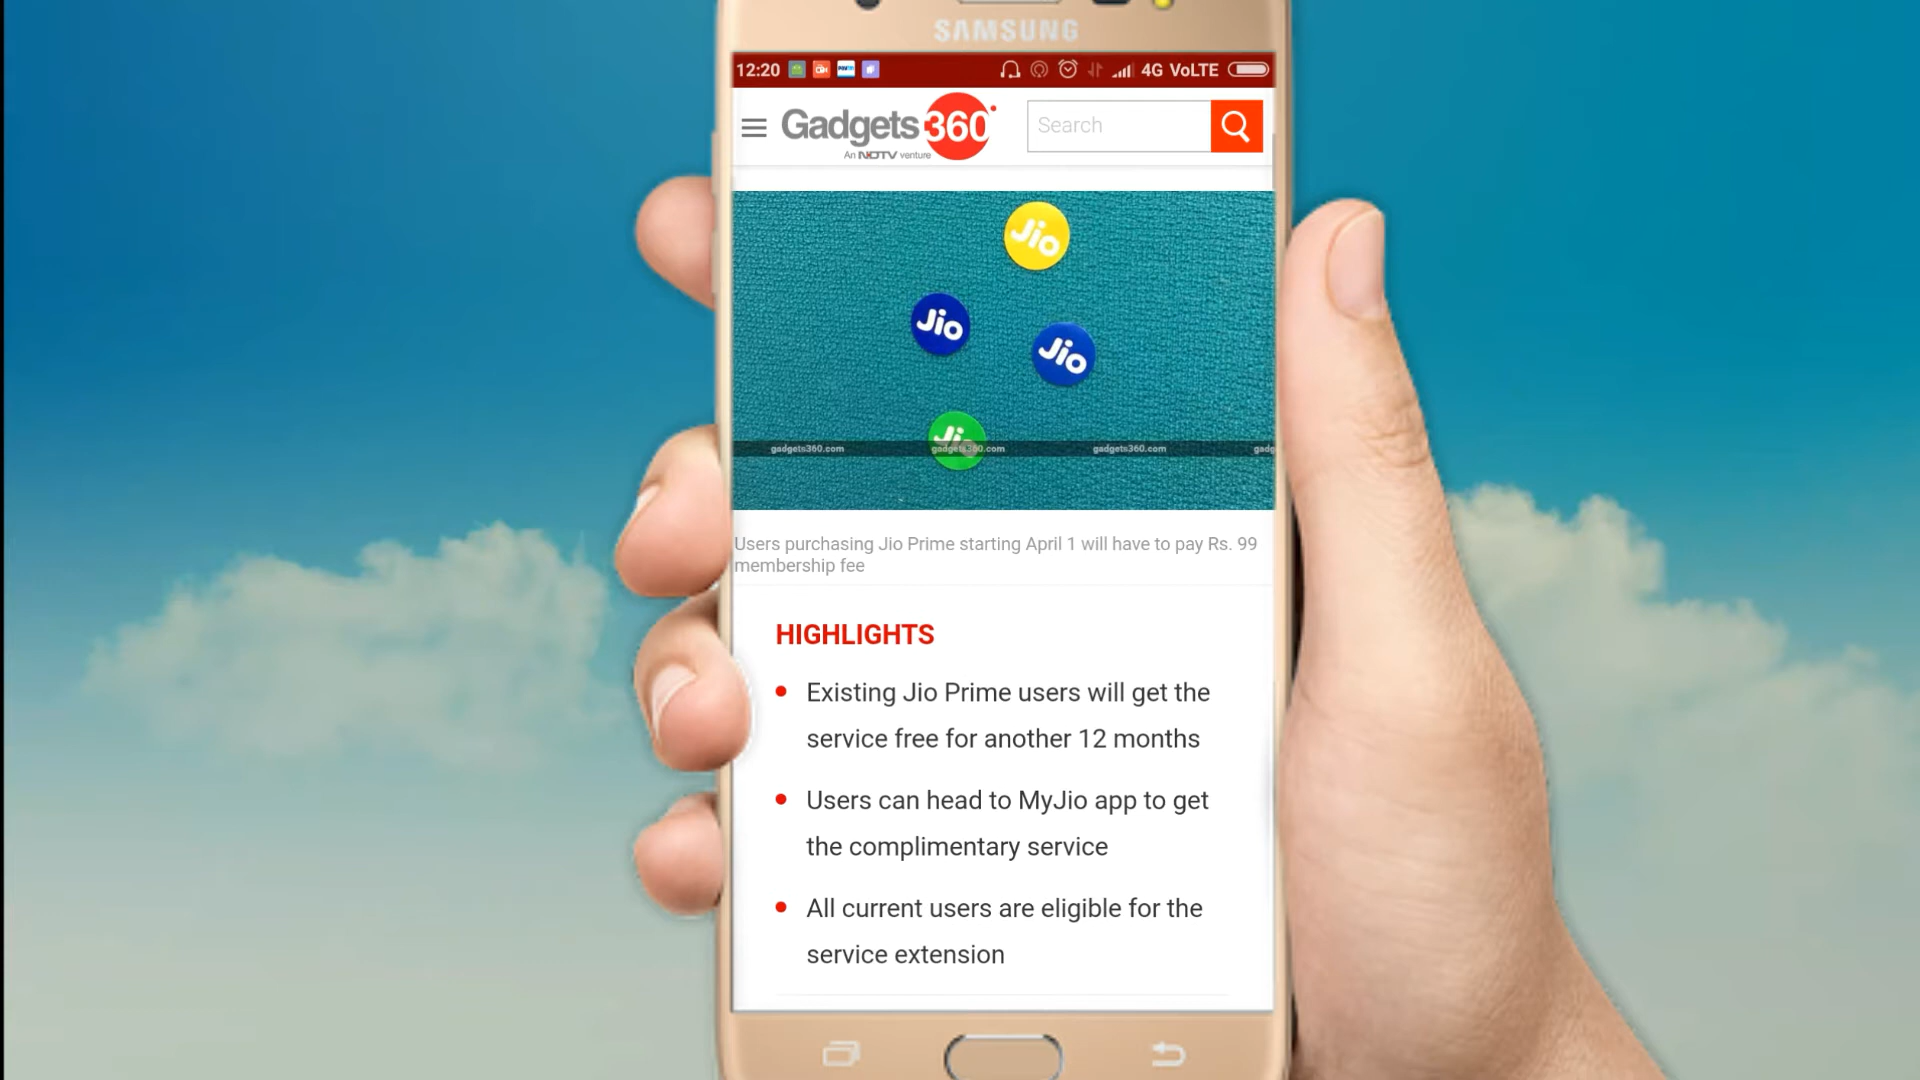 SAMSUNG
12:20 4G VoLTE
Gadgets 360
An NDTV venture
Search
Jio
Jio
Jio
Jio
gadgets360.com gadgets360.com gadgets360.com gadg
Users purchasing Jio Prime starting April 1 will have to pay Rs. 99
membership fee
HIGHLIGHTS
Existing Jio Prime users will get the
service free for another 12 months
Users can head to MyJio app to get
the complimentary service
All current users are eligible for the
service extension